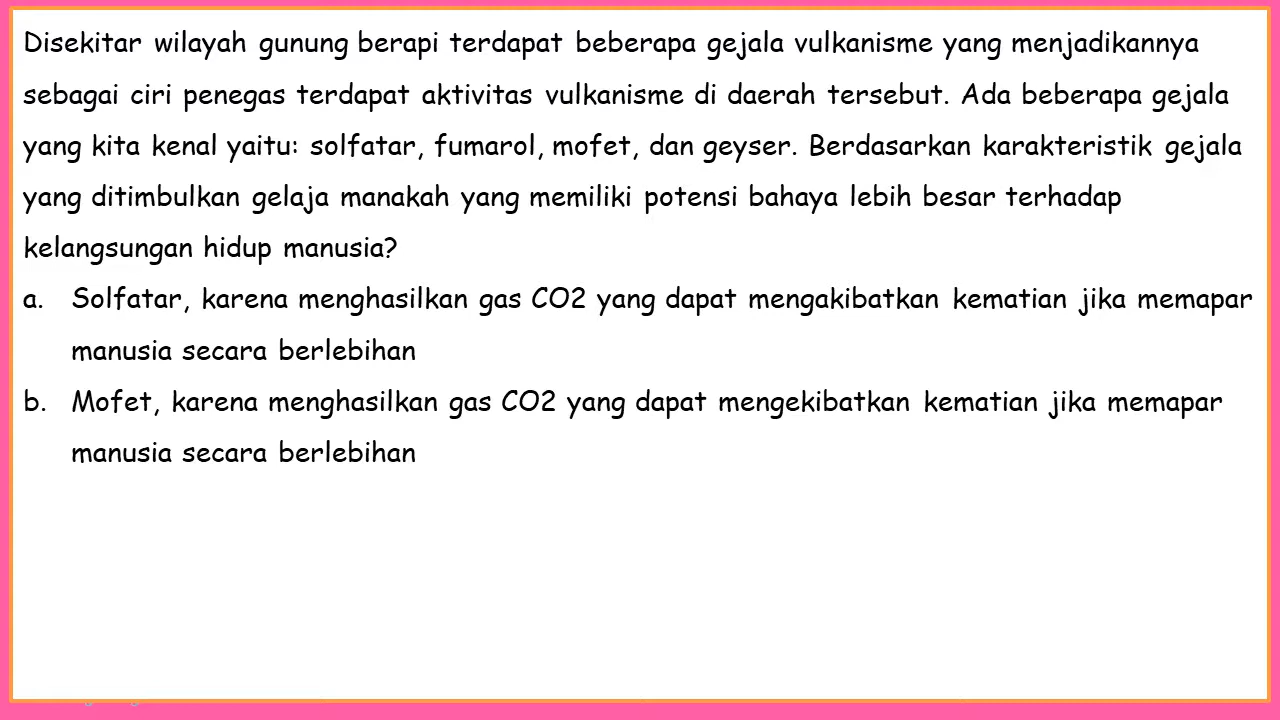 Disekitar wilayah gunung berapi terdapat beberapa gejala vulkanisme yang menjadikannya
sebagai ciri penegas terdapat aktivitas vulkanisme di daerah tersebut. Ada beberapa gejala
yang kita kenal yaitu: solfatar, fumarol, mofet, dan geyser. Berdasarkan karakteristik gejala
yang ditimbulkan gelaja manakah yang memiliki potensi bahaya lebih besar terhadap
kelangsungan hidup manusia?
a. Solfatar, karena menghasilkan gas CO2 yang dapat mengakibatkan kematian jika memapar
manusia secara berlebihan
b. Mofet, karena menghasilkan gas CO2 yang dapat mengekibatkan kematian jika memapar
manusia secara berlebihan